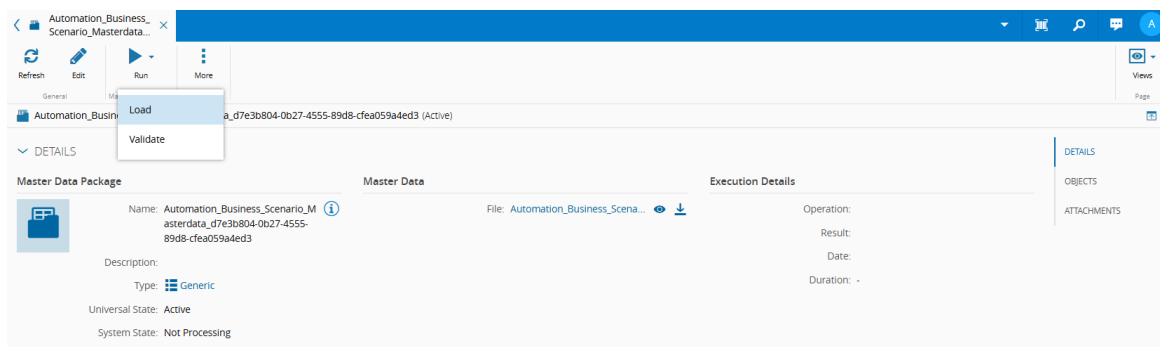 Automation_Business_
Scenario_Masterdata...
A
Refresh
Edit
Run
More
Views
General
Ma
Page
Load
Validate
Automation_Busin
a_d7e3b804-0b27-4555-89d8-cfea059a4ed3 (Active)
DETAILS
DETAILS
OBJECTS
ATTACHMENTS
Master Data Package
Master Data
Execution Details
Name: Automation_Business_Scenario_M
asterdata_d7e3b804-0b27-4555-
89d8-cfea059a4ed3
Description:
Type: Generic
Universal State: Active
System State: Not Processing
File: Automation_Business_Scena...
Operation:
Result:
Date:
Duration: -